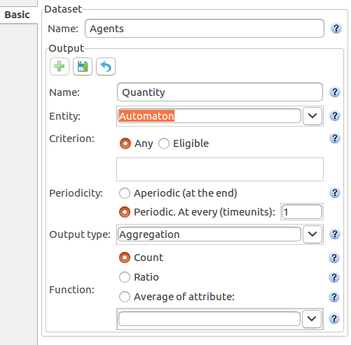 Dataset
Basic
Name: Agents
Output
Name: Quantity
Entity: Automaton
Criterion: Any Eligible
Periodicity: Aperiodic (at the end)
Periodic. At every (timeunits): 1
Output type: Aggregation
Count
Ratio
Function:
Average of attribute: